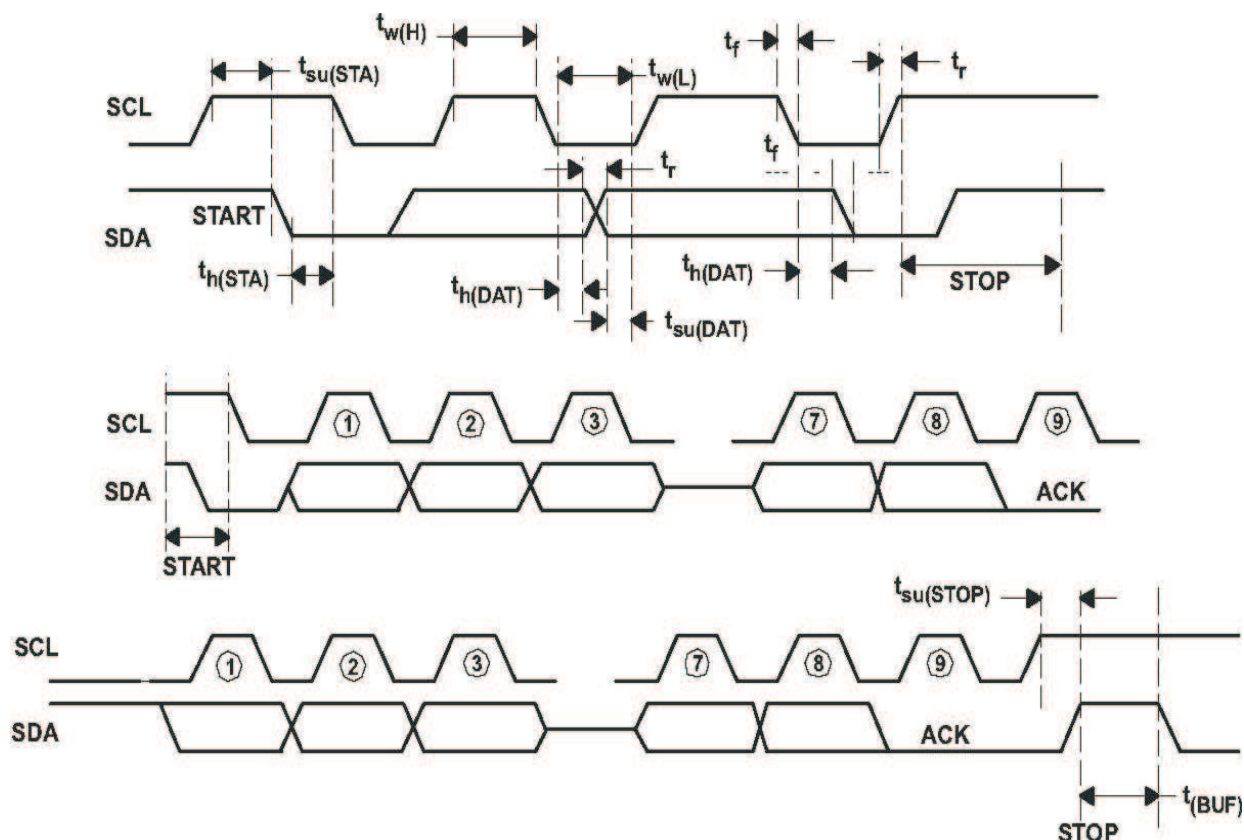 t_w(H)
t_f
t_su(STA)
t_w(L)
t_r
SCL
t_r
t_f
START
SDA
t_h(STA)
t_h(DAT)
t_h(DAT)
STOP
t_su(DAT)
SCL
1 2 3 7 8 9
SDA
ACK
START
t_su(STOP)
SCL
1 2 3 7 8 9
SDA
ACK
t_(BUF)
STOP